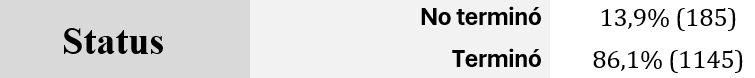 Status
No terminó 13,9% (185)
Terminó 86,1% (1145)